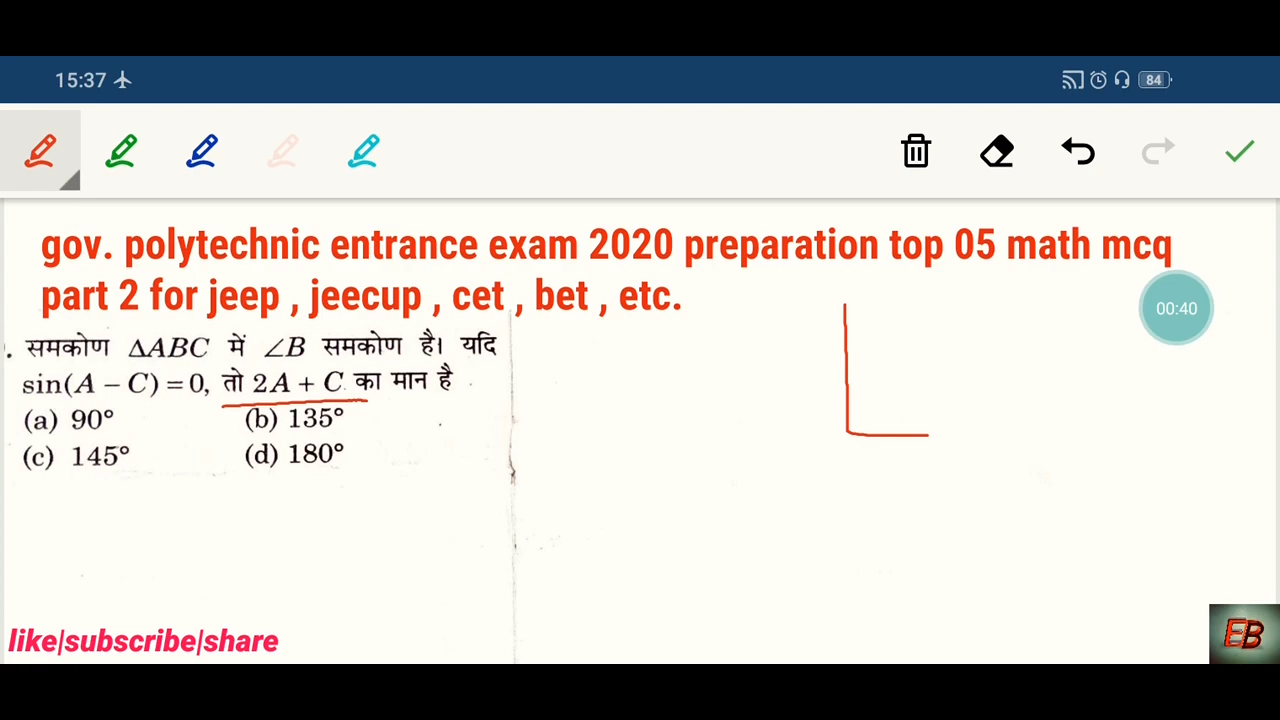 15:37
84
gov. polytechnic entrance exam 2020 preparation top 05 math mcq
part 2 for jeep , jeecup , cet , bet , etc.
00:40
. समकोण ΔABC में ∠B समकोण है। यदि
sin(A – C) = 0, तो 2A + C का मान है
(a) 90° (b) 135°
(c) 145° (d) 180°
like|subscribe|share
EB